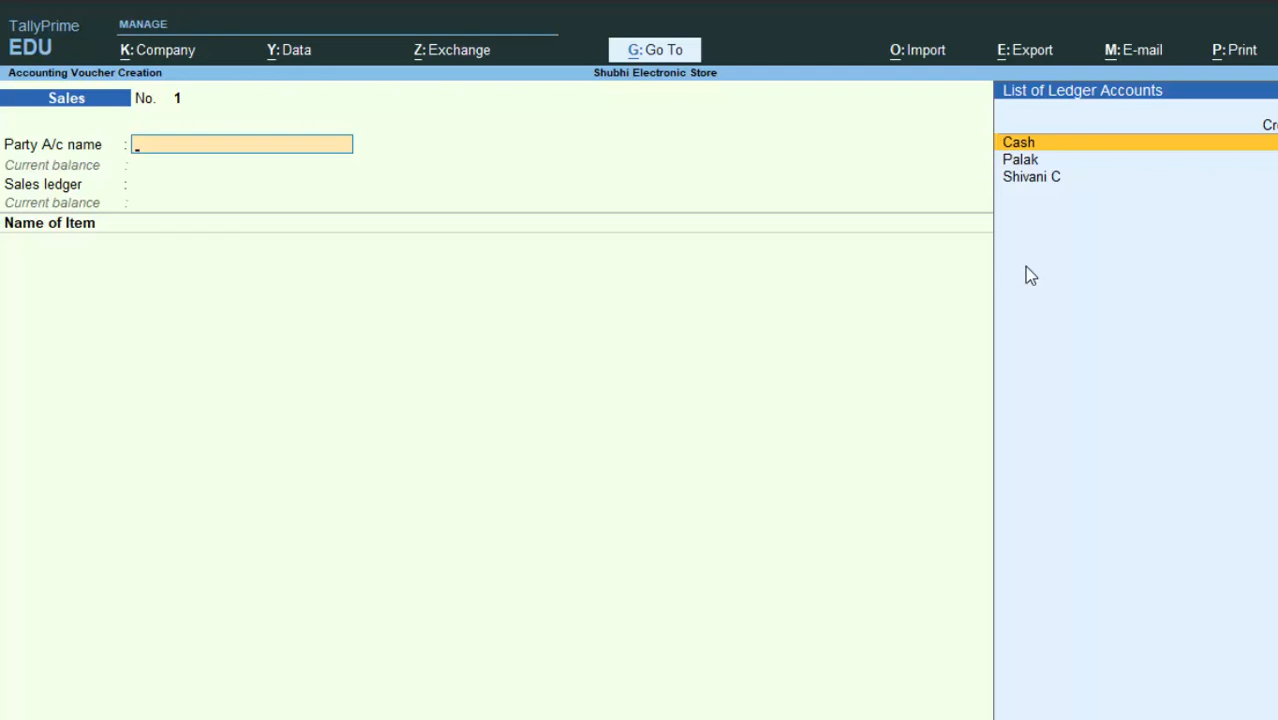 TallyPrime
MANAGE
EDU
K: Company
Y: Data
Z: Exchange
G: Go To
O: Import
E: Export
M: E-mail
P: Print
Accounting Voucher Creation
Shubhi Electronic Store
Sales No. 1
List of Ledger Accounts
Party A/c name :
Cash
Current balance :
Palak
Sales ledger :
Shivani C
Current balance :
Name of Item